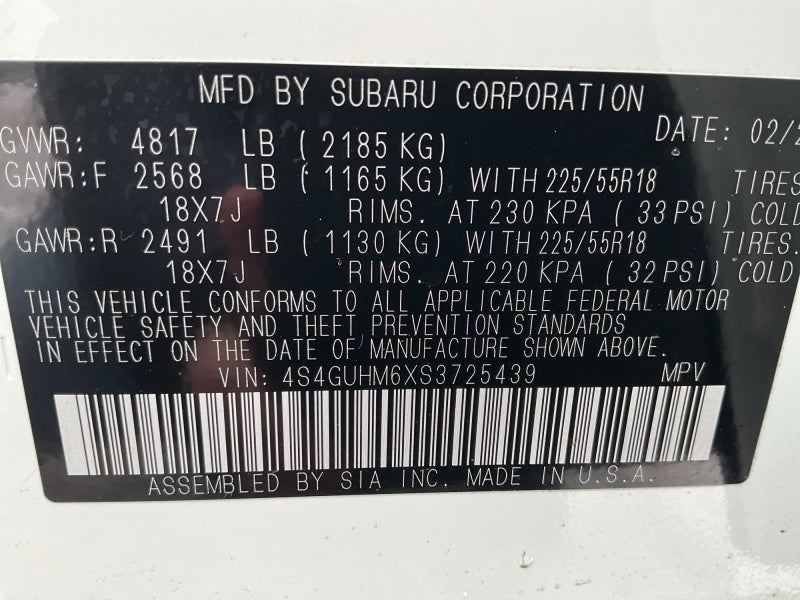 MFD BY SUBARU CORPORATION
DATE: 02/2
GVWR: 4817 LB ( 2185 KG)
GAWR:F 2568 LB ( 1165 KG) WITH 225/55R18 TIRES
18X7J RIMS. AT 230 KPA ( 33 PSI) COLD
GAWR:R 2491 LB ( 1130 KG) WITH 225/55R18 TIRES.
18X7J RIMS. AT 220 KPA ( 32 PSI) COLD
THIS VEHICLE CONFORMS TO ALL APPLICABLE FEDERAL MOTOR
VEHICLE SAFETY AND THEFT PREVENTION STANDARDS
IN EFFECT ON THE DATE OF MANUFACTURE SHOWN ABOVE.
VIN: 4S4GUHM6XS3725439 MPV
ASSEMBLED BY SIA INC. MADE IN U.S.A.